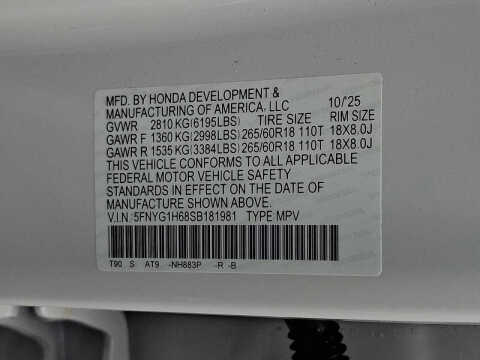 MFD. BY HONDA DEVELOPMENT &
MANUFACTURING OF AMERICA, LLC 10/'25
GVWR 2810 KG(6195LBS) TIRE SIZE RIM SIZE
GAWR F 1360 KG(2998LBS) 265/60R18 110T 18X8.0J
GAWR R 1535 KG(3384LBS) 265/60R18 110T 18X8.0J
THIS VEHICLE CONFORMS TO ALL APPLICABLE
FEDERAL MOTOR VEHICLE SAFETY
STANDARDS IN EFFECT ON THE DATE OF
MANUFACTURE SHOWN ABOVE.
V.I.N. 5FNYG1H68SB181981 TYPE MPV
T90 S AT9 -NH883P -R -B